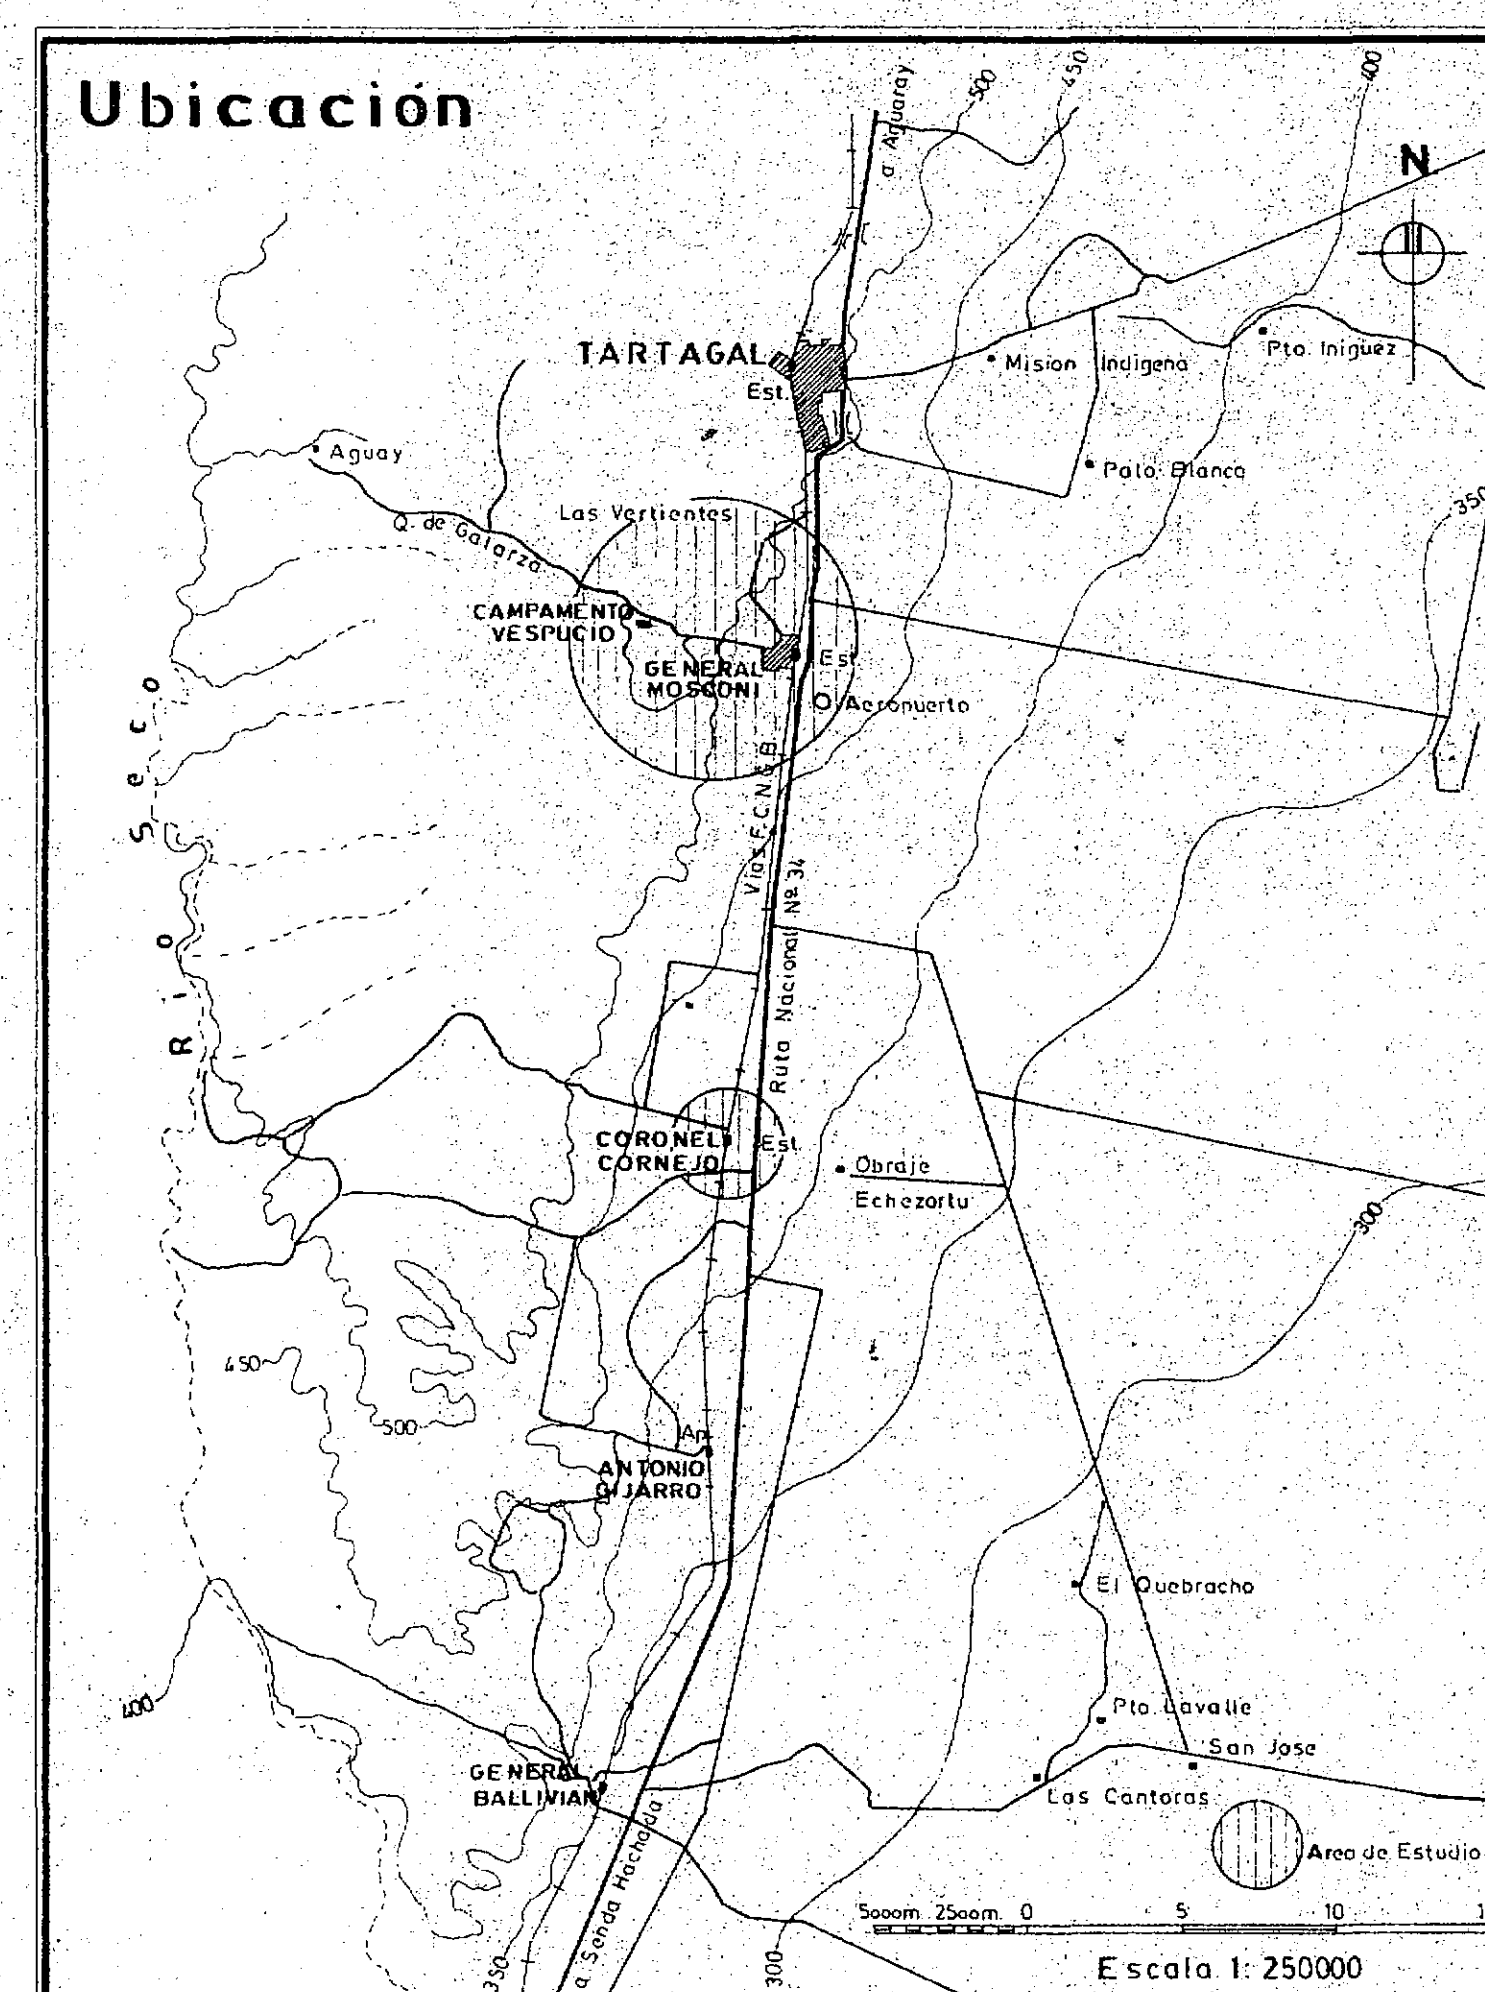 Ubicación
a Aguaray
500
450
400
N
TARTAGAL
Est.
Mision Indigena
Pto. Iniguez
Aguay
Palo Blanco
350
Q. de Galarza
Las Vertientes
CAMPAMENTO
VESPUCIO
GENERAL
MOSCONI
Est.
Aeropuerto
Rio Seco
Vias F.C.N.G.B.
Ruta Nacional Nº 34
CORONEL
CORNEJO
Est.
Obraje
Echezortu
300
450
500
Ap.
ANTONIO
QIJARRO
El Quebracho
400
Pto. Lavalle
San Jose
GENERAL
BALLIVIAN
Las Cantoras
a Senda Hachada
Area de Estudio
5000m. 2500m. 0 5 10
350
300
Escala 1: 250000